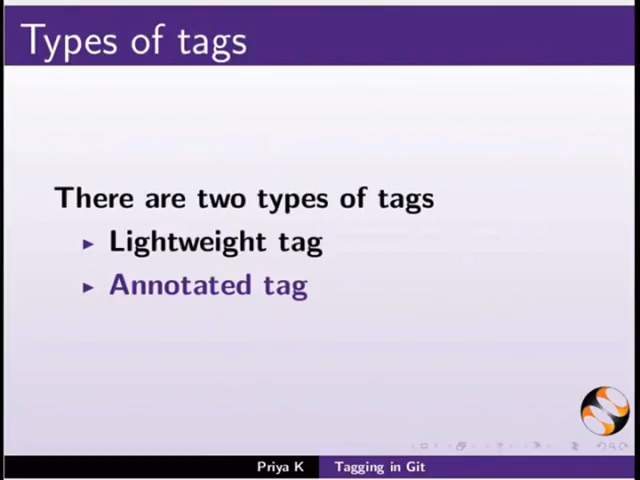 Types of tags
There are two types of tags
Lightweight tag
Annotated tag
Priya K
Tagging in Git